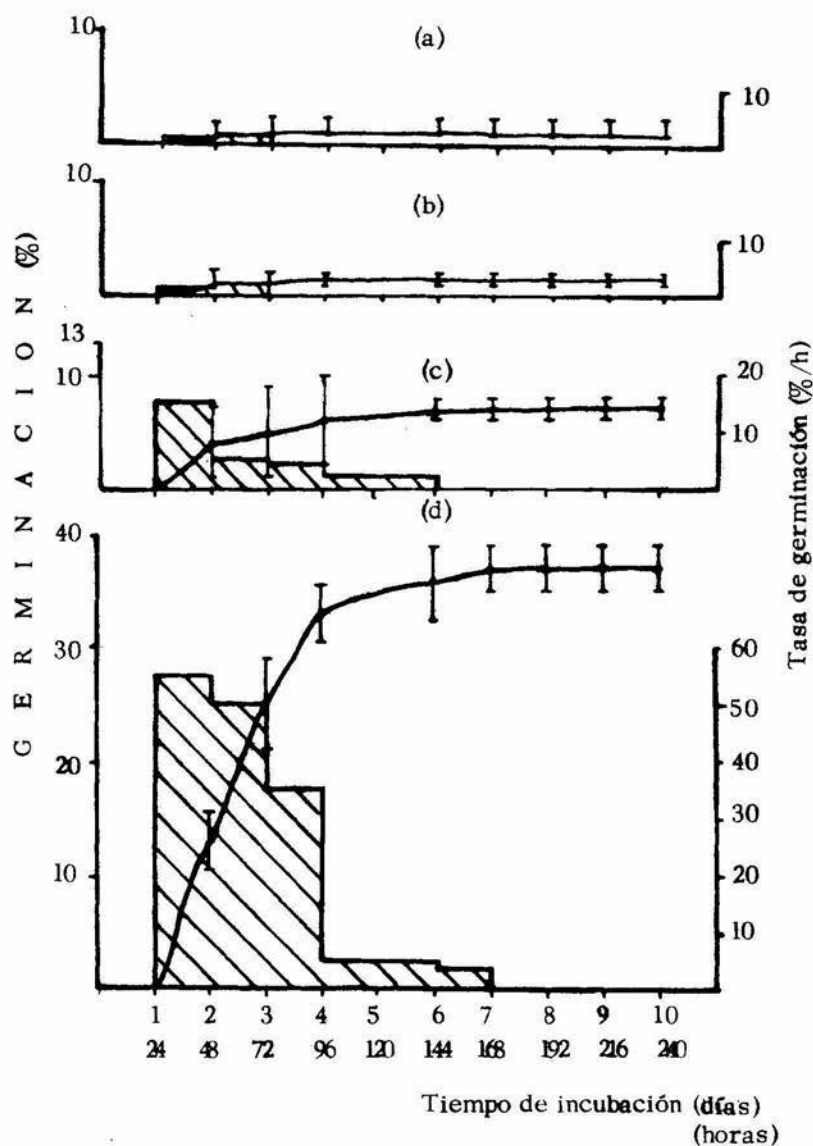 (a)
10
10
(b)
10
10
(c)
13
10
20
10
(d)
40
30
20
10
60
50
40
30
20
10
GERMINACION (%)
Tasa de germinación (%/h)
1 2 3 4 5 6 7 8 9 10
24 48 72 96 120 144 168 192 216 240
Tiempo de incubación (días)
(horas)